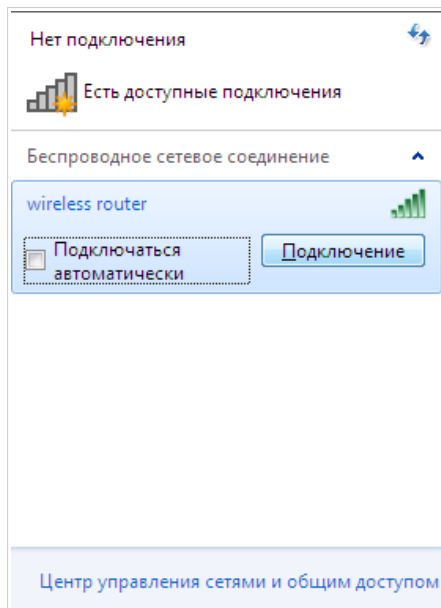 Нет подключения
Есть доступные подключения
Беспроводное сетевое соединение
wireless router
Подключаться
автоматически
Подключение
Центр управления сетями и общим доступом